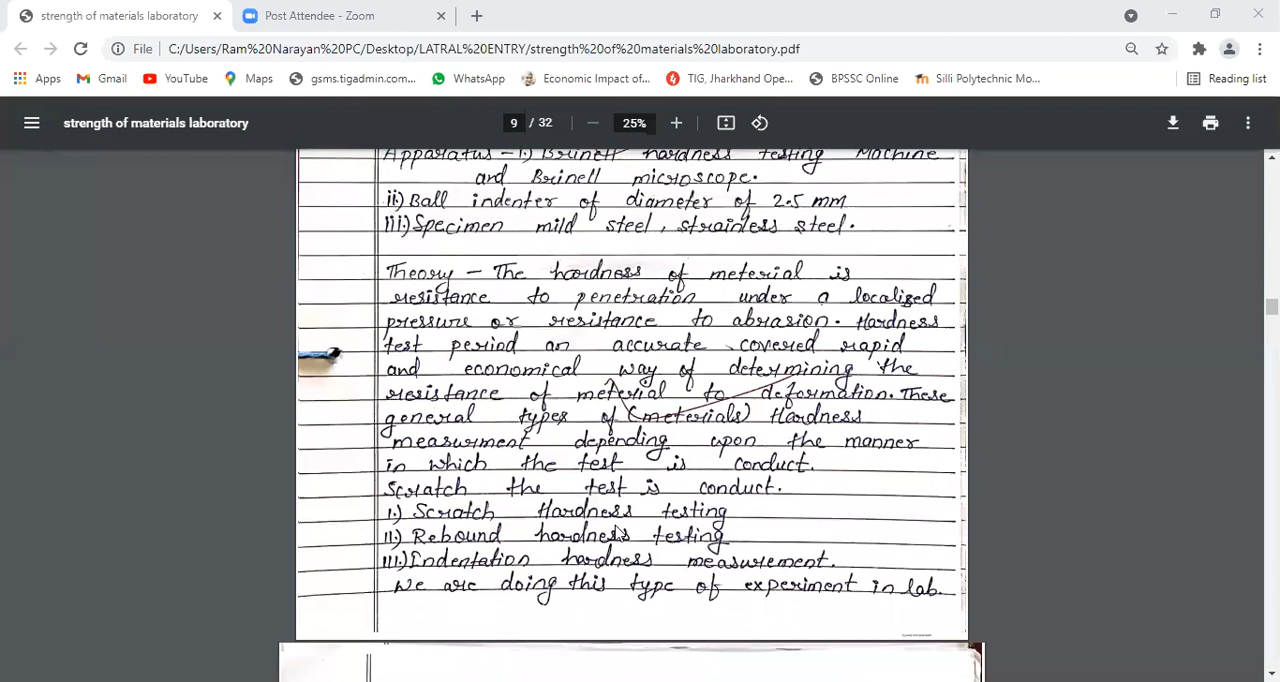 strength of materials laboratory
Post Attendee - Zoom
File
C:/Users/Ram%20Narayan%20PC/Desktop/LATRAL%20ENTRY/strength%20of%20materials%20laboratory.pdf
Apps Gmail YouTube Maps gsms.tigadmin.com... WhatsApp Economic Impact of... TIG, Jharkhand Ope... BPSSC Online Silli Polytechnic Mo... Reading list
strength of materials laboratory 9 / 32 25%
Apparatus – i.) Brinell hardness testing Machine
and Brinell microscope.
ii.) Ball indenter of diameter of 2.5 mm
iii.) Specimen mild steel, strainless steel.
Theory – The hardness of meterial is
resistance to penetration under a localized
pressure or resistance to abrasion. Hardness
test period an accurate, covered rapid
and economical way of determining the
resistance of meterial to deformation. These
general types of (meterials) Hardness
measurment depending upon the manner
in which the test is conduct.
Scratch the test is conduct.
i.) Scratch Hardness testing
ii.) Rebound hardness testing
iii.) Indentation hardness measurement.
We are doing this type of experiment in lab.